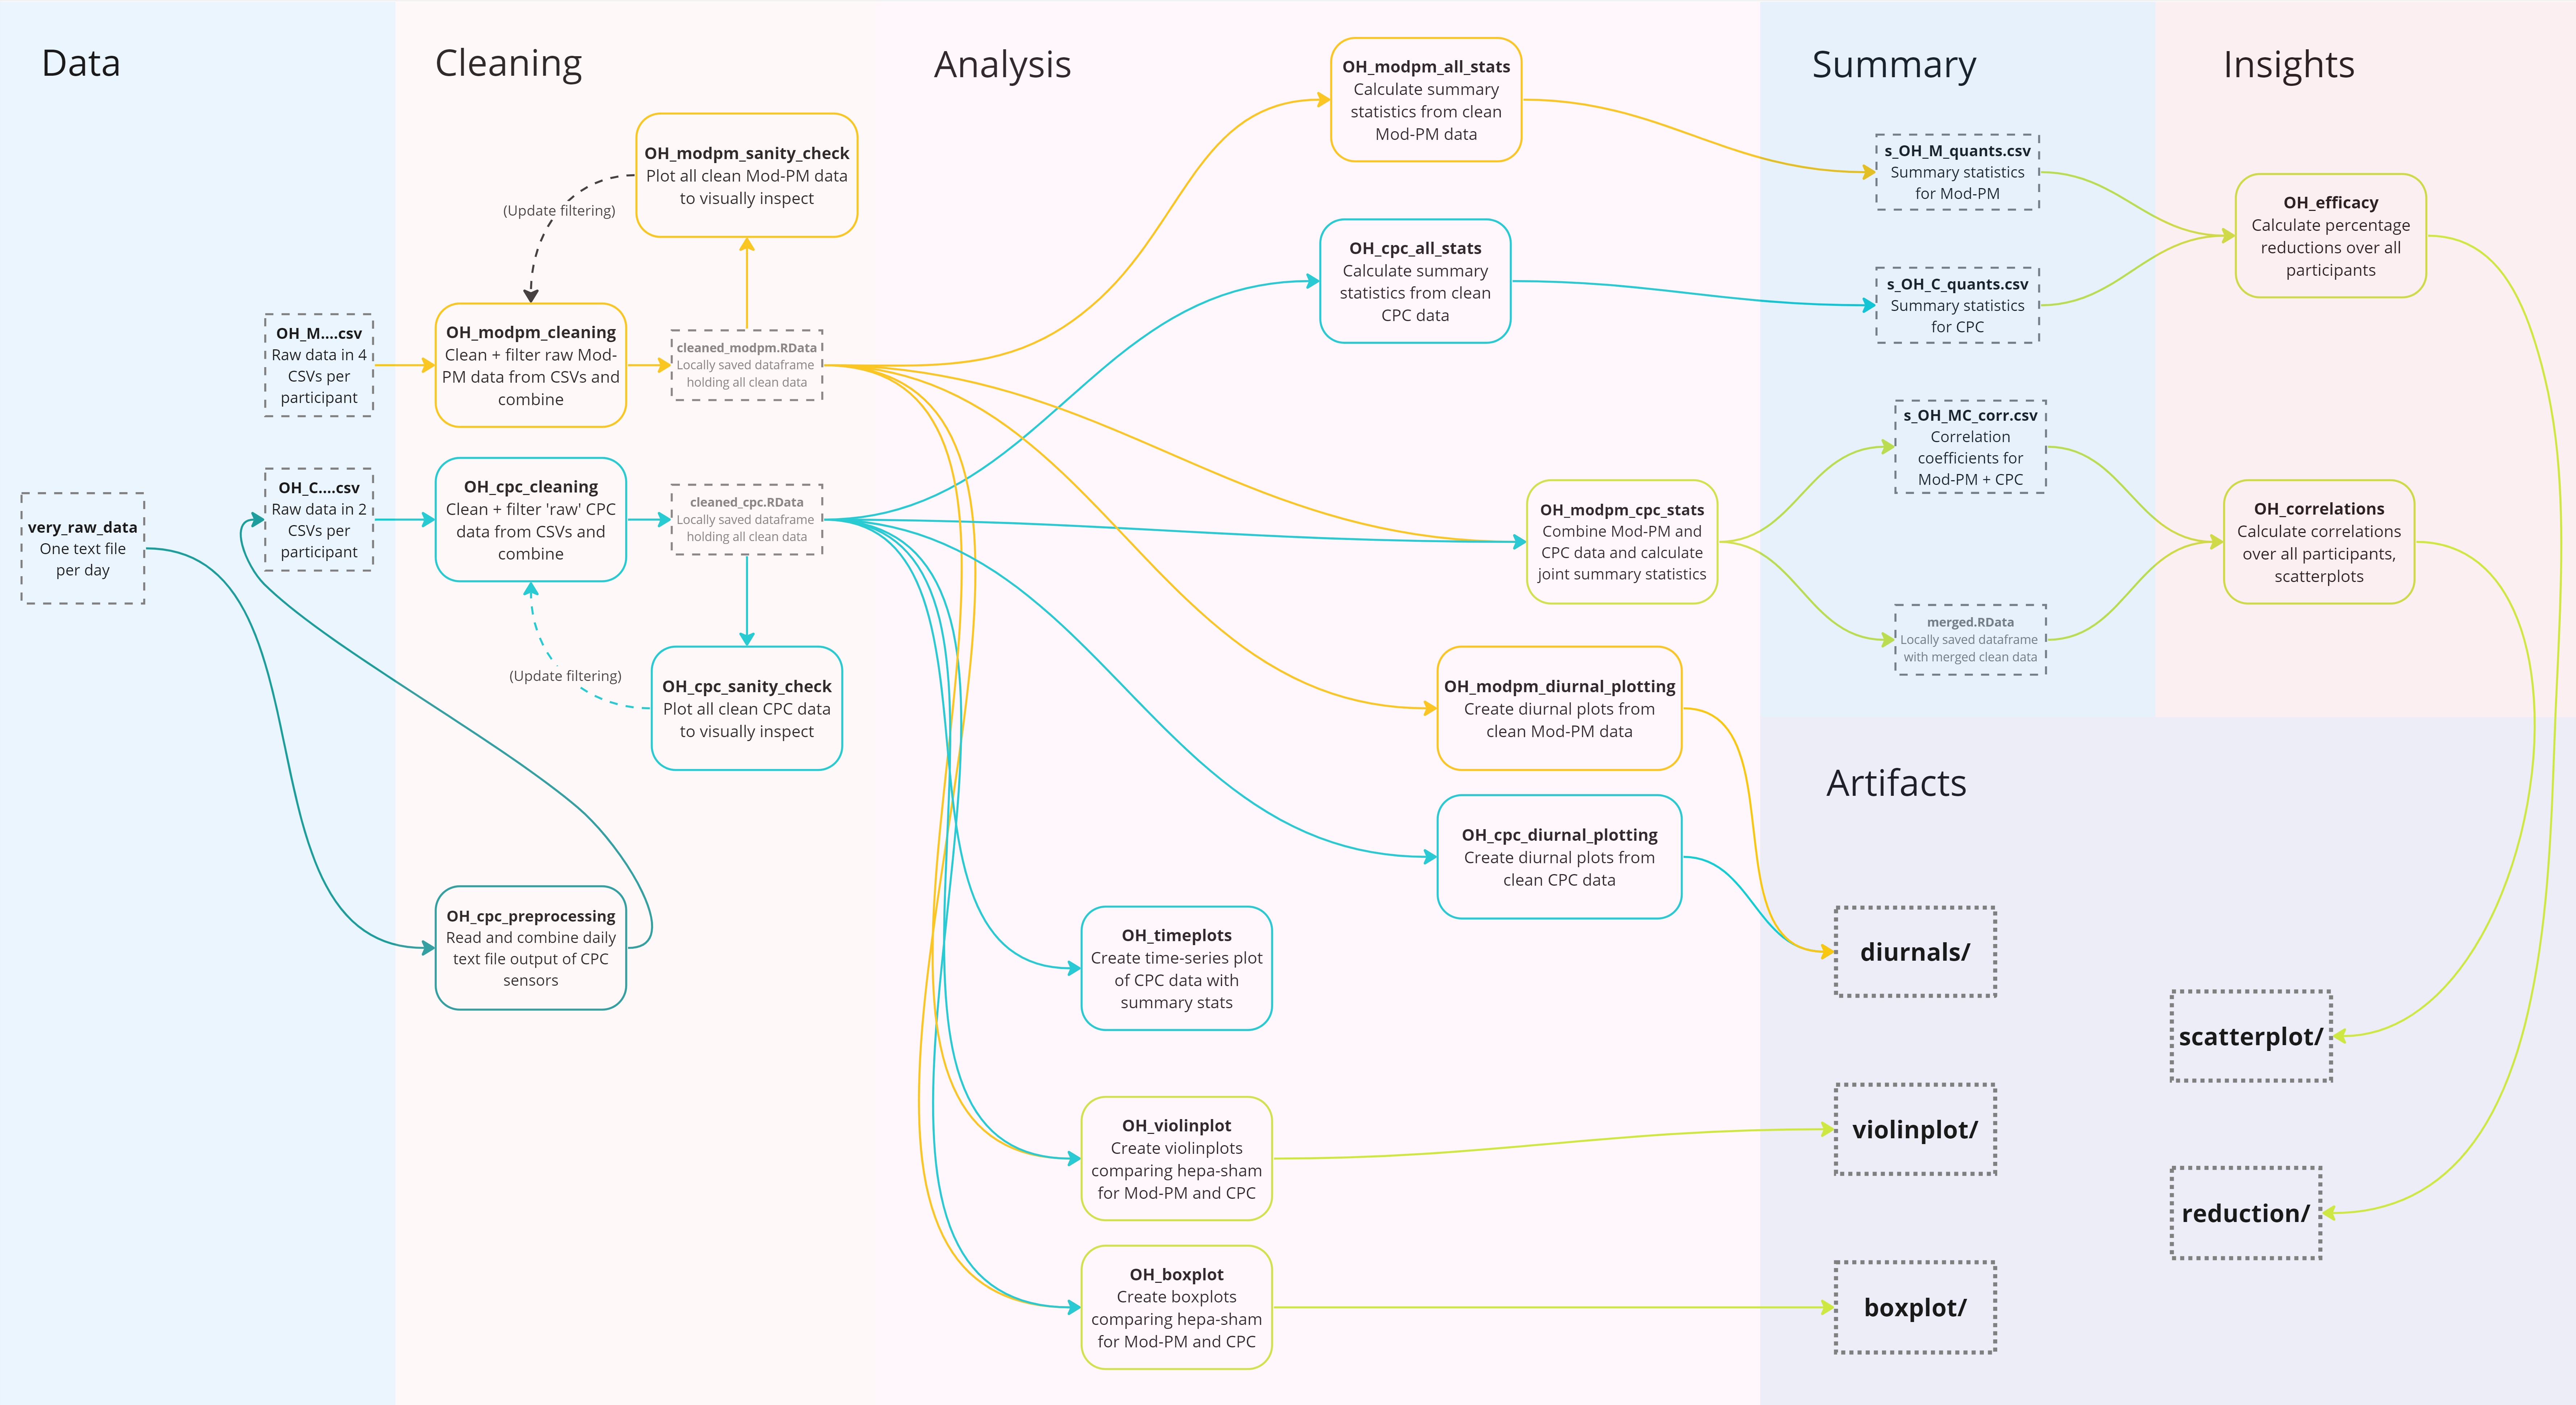 Data
Cleaning
Analysis
Summary
Insights
OH_modpm_all_stats
Calculate summary
statistics from clean
Mod-PM data
OH_modpm_sanity_check
Plot all clean Mod-PM data
to visually inspect
(Update filtering)
s_OH_M_quants.csv
Summary statistics
for Mod-PM
OH_efficacy
Calculate percentage
reductions over all
participants
OH_cpc_all_stats
Calculate summary
statistics from clean
CPC data
s_OH_C_quants.csv
Summary statistics
for CPC
OH_M....csv
Raw data in 4
CSVs per
participant
OH_modpm_cleaning
Clean + filter raw Mod-
PM data from CSVs and
combine
cleaned_modpm.RData
Locally saved dataframe
holding all clean data
s_OH_MC_corr.csv
Correlation
coefficients for
Mod-PM + CPC
very_raw_data
One text file
per day
OH_C....csv
Raw data in 2
CSVs per
participant
OH_cpc_cleaning
Clean + filter 'raw' CPC
data from CSVs and
combine
cleaned_cpc.RData
Locally saved dataframe
holding all clean data
OH_modpm_cpc_stats
Combine Mod-PM and
CPC data and calculate
joint summary statistics
OH_correlations
Calculate correlations
over all participants,
scatterplots
merged.RData
Locally saved dataframe
with merged clean data
(Update filtering)
OH_cpc_sanity_check
Plot all clean CPC data
to visually inspect
OH_modpm_diurnal_plotting
Create diurnal plots from
clean Mod-PM data
Artifacts
OH_cpc_diurnal_plotting
Create diurnal plots from
clean CPC data
OH_cpc_preprocessing
Read and combine daily
text file output of CPC
sensors
OH_timeplots
Create time-series plot
of CPC data with
summary stats
diurnals/
scatterplot/
OH_violinplot
Create violinplots
comparing hepa-sham
for Mod-PM and CPC
violinplot/
reduction/
OH_boxplot
Create boxplots
comparing hepa-sham
for Mod-PM and CPC
boxplot/